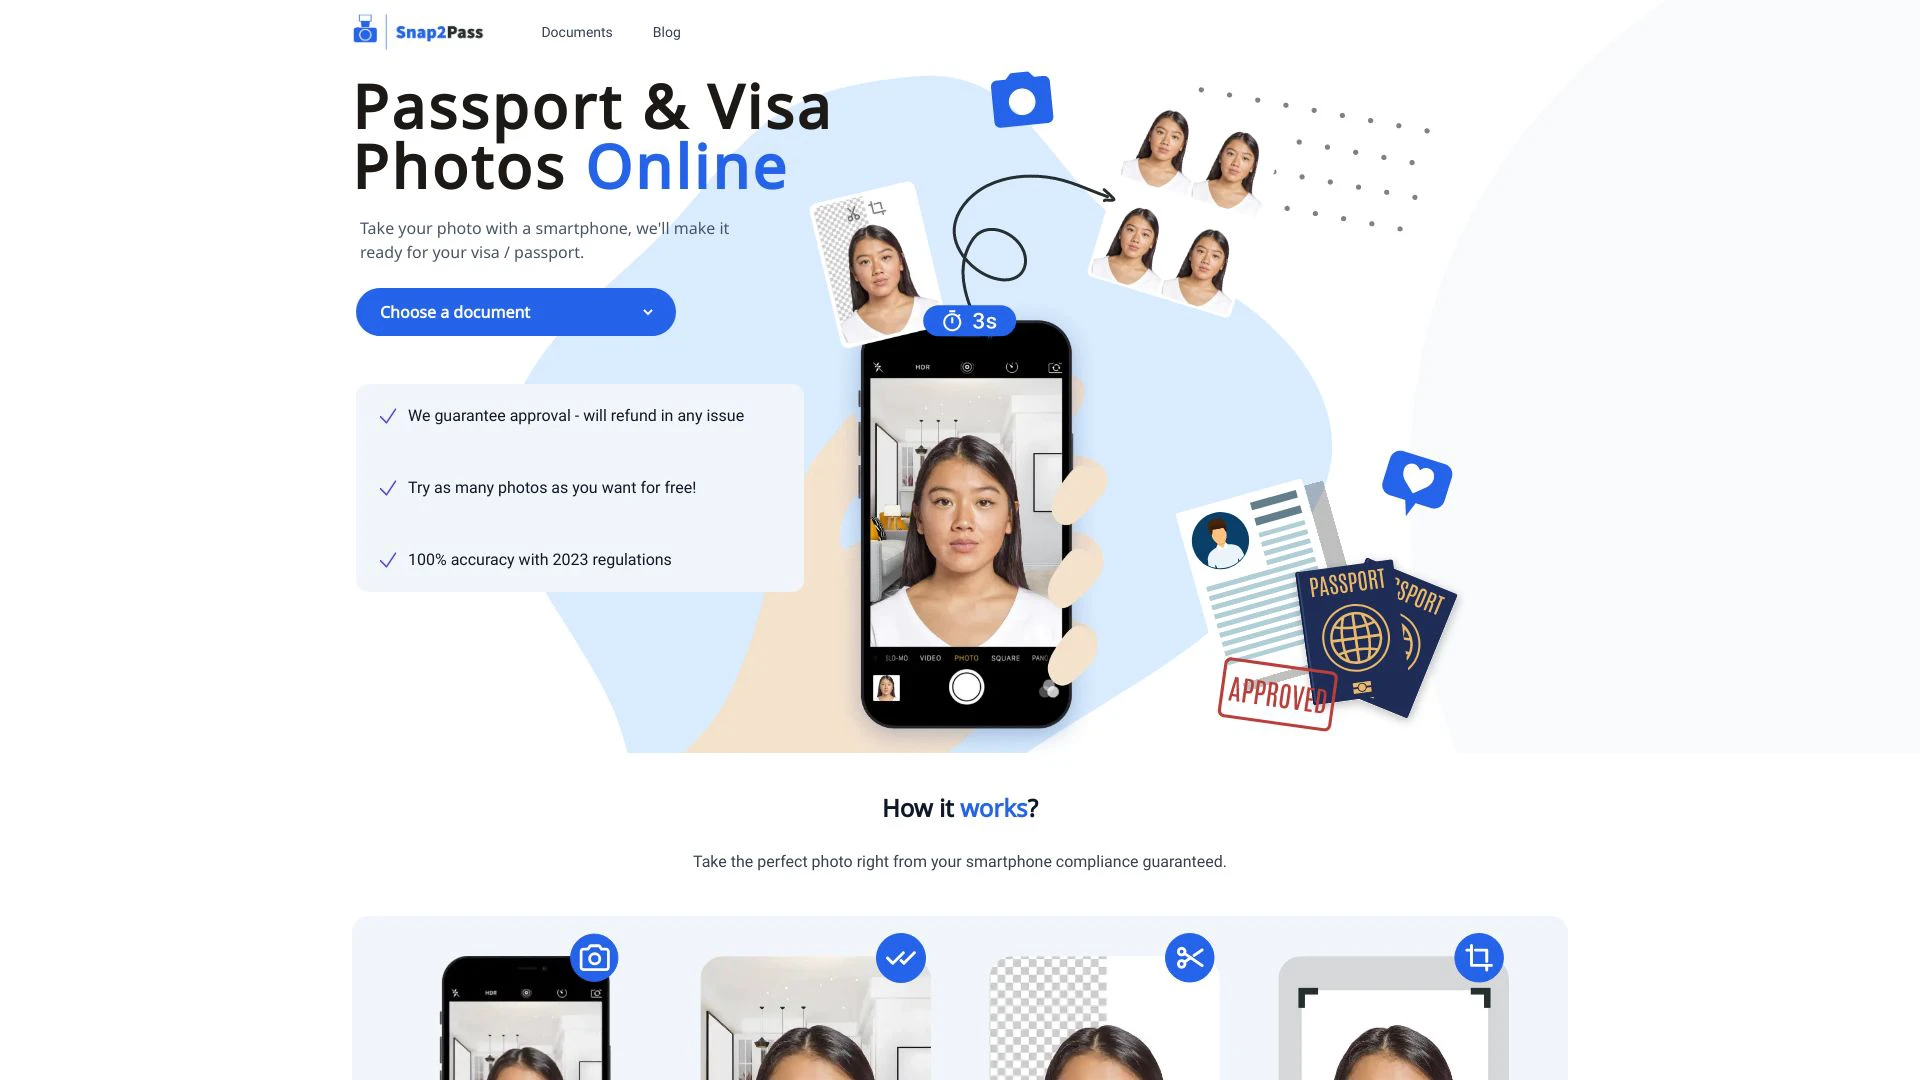 Snap2Pass
Documents
Blog
Passport & Visa
Photos Online
Take your photo with a smartphone, we'll make it
ready for your visa / passport.
Choose a document
We guarantee approval - will refund in any issue
Try as many photos as you want for free!
100% accuracy with 2023 regulations
3s
HDR
SLO-MO VIDEO PHOTO SQUARE PANO
PASSPORT
SSPORT
APPROVED
How it works?
Take the perfect photo right from your smartphone compliance guaranteed.
HDR